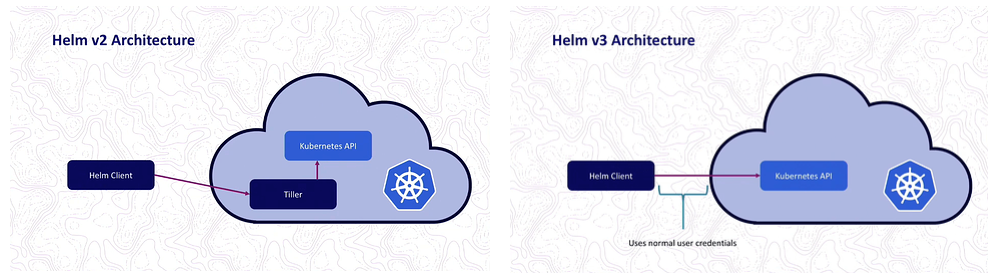 Helm v2 Architecture
Kubernetes API
Helm Client
Tiller
Helm v3 Architecture
Helm Client
Kubernetes API
Uses normal user credentials